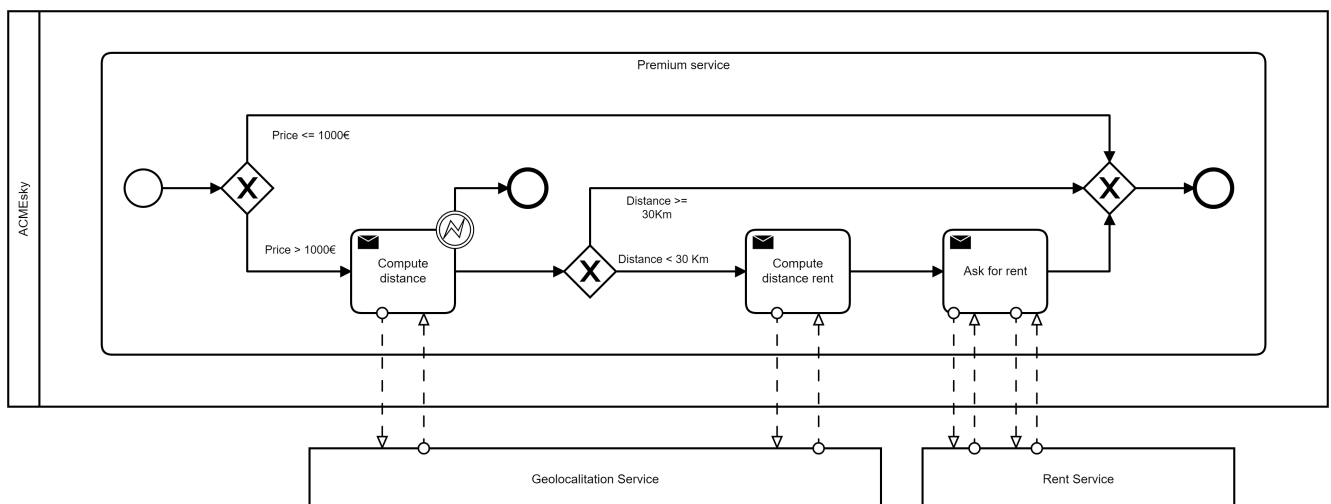 Premium service
ACMEsky
Price <= 1000€
Price > 1000€
Compute
distance
Distance >=
30Km
Distance < 30 Km
Compute
distance rent
Ask for rent
Geolocalitation Service
Rent Service